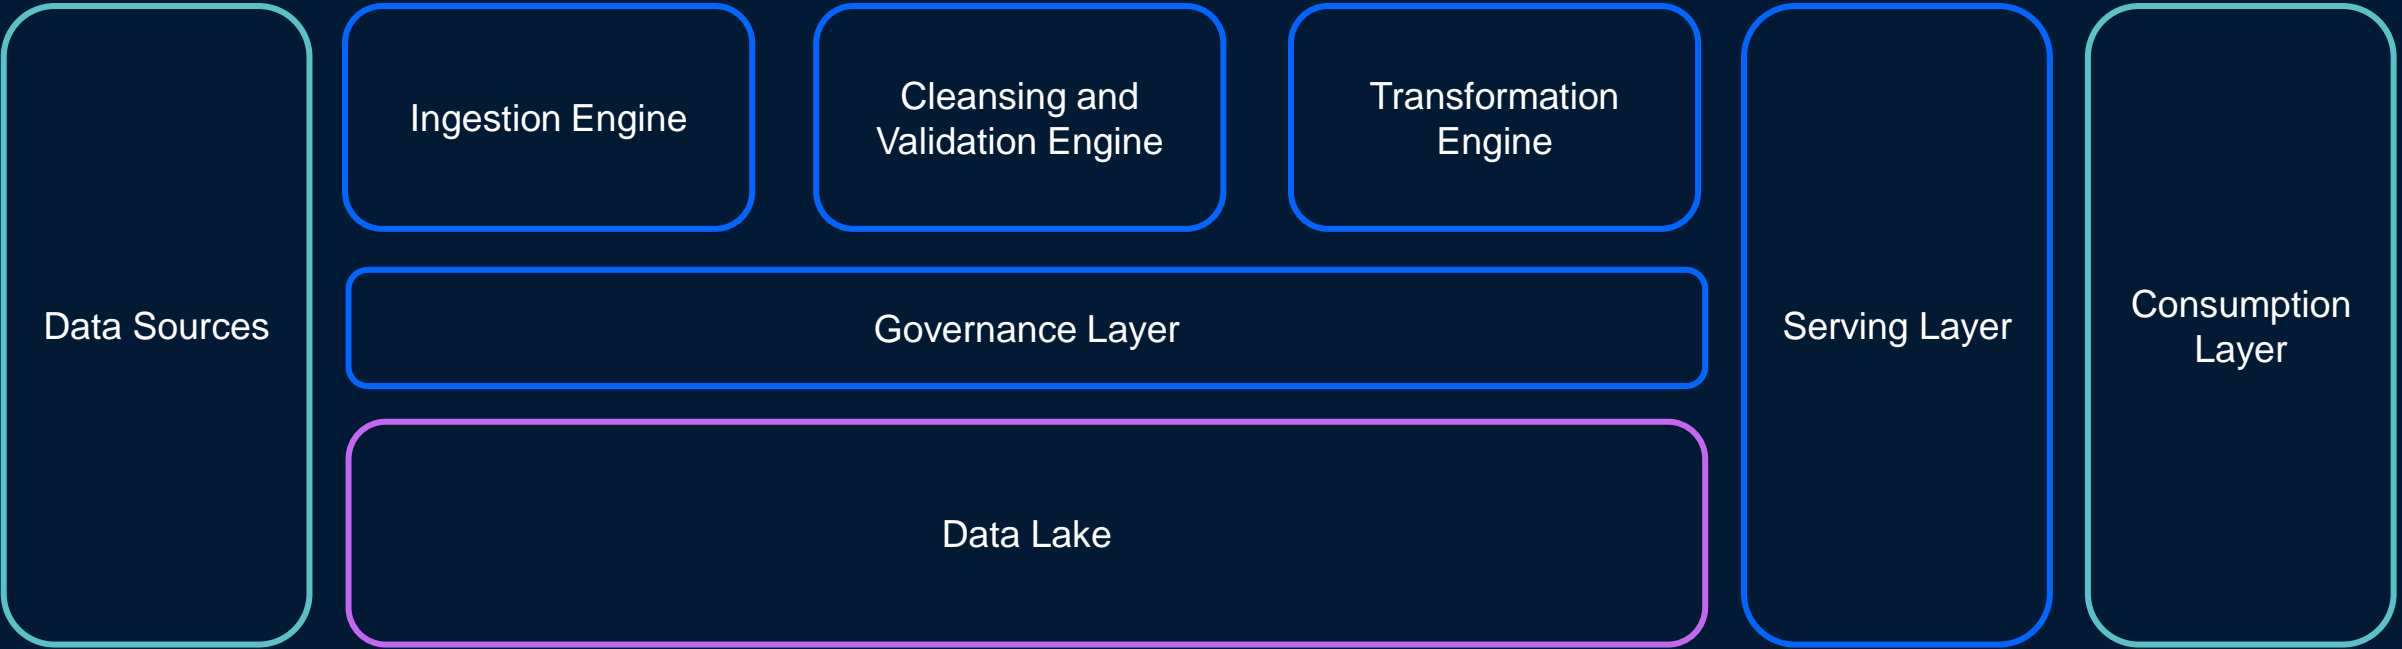 Data Sources
Ingestion Engine
Cleansing and
Validation Engine
Transformation
Engine
Governance Layer
Data Lake
Serving Layer
Consumption
Layer